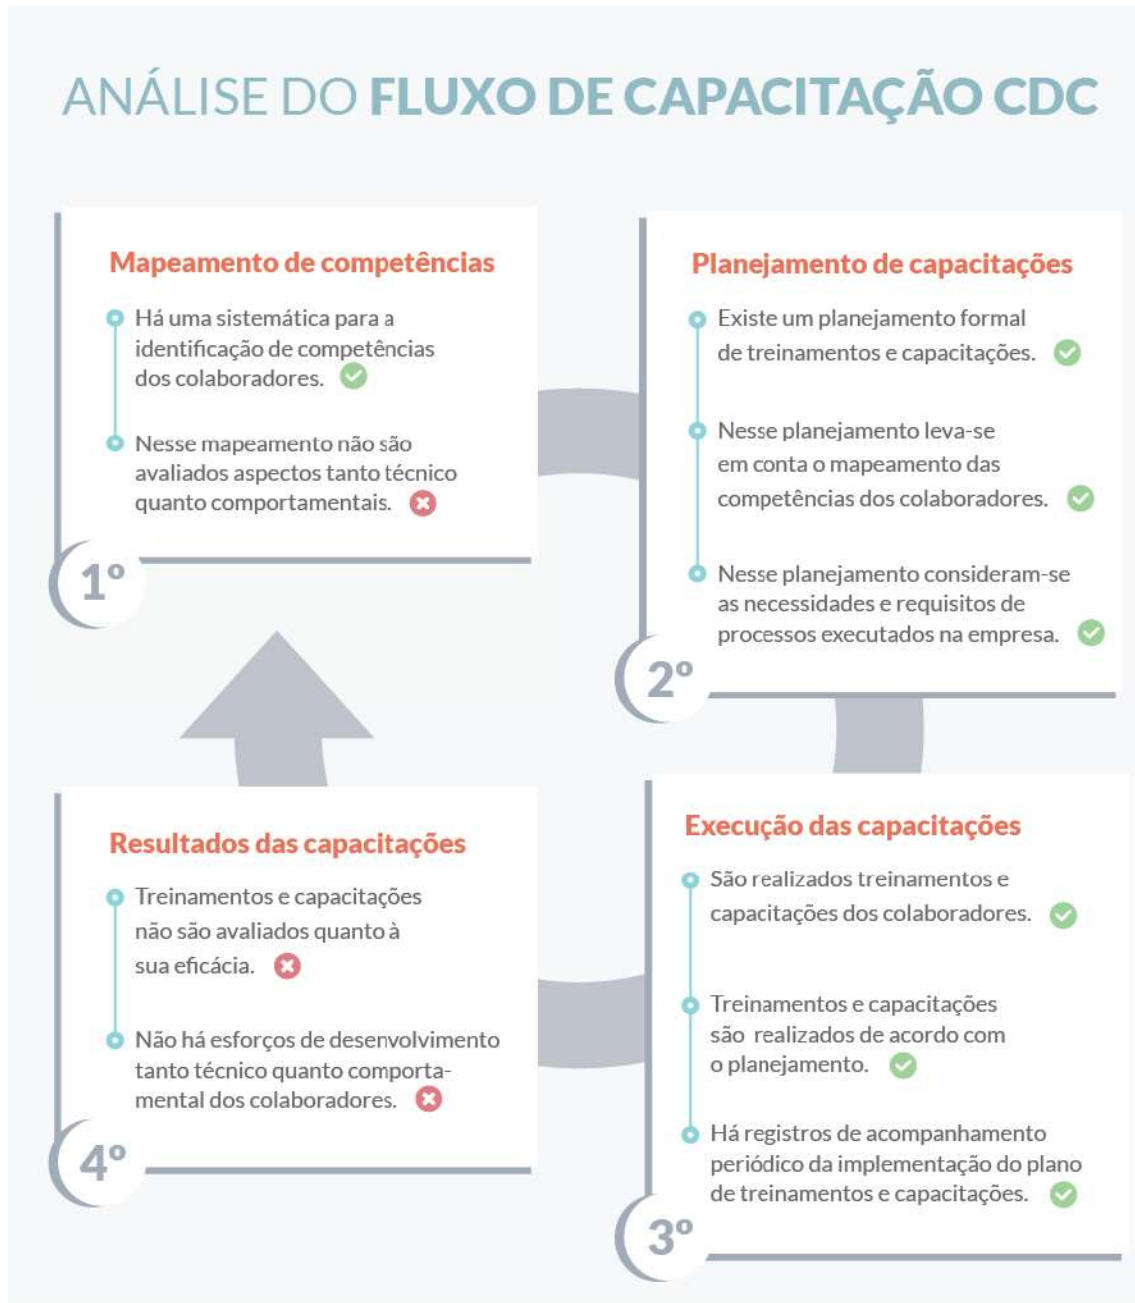 ANÁLISE DO FLUXO DE CAPACITAÇÃO CDC
Mapeamento de competências
Há uma sistemática para a
identificação de competências
dos colaboradores.
Nesse mapeamento não são
avaliados aspectos tanto técnico
quanto comportamentais.
1º
Planejamento de capacitações
Existe um planejamento formal
de treinamentos e capacitações.
Nesse planejamento leva-se
em conta o mapeamento das
competências dos colaboradores.
Nesse planejamento consideram-se
as necessidades e requisitos de
processos executados na empresa.
2º
Execução das capacitações
São realizados treinamentos e
capacitações dos colaboradores.
Treinamentos e capacitações
são realizados de acordo com
o planejamento.
Há registros de acompanhamento
periódico da implementação do plano
de treinamentos e capacitações.
3º
Resultados das capacitações
Treinamentos e capacitações
não são avaliados quanto à
sua eficácia.
Não há esforços de desenvolvimento
tanto técnico quanto comporta-
mental dos colaboradores.
4º